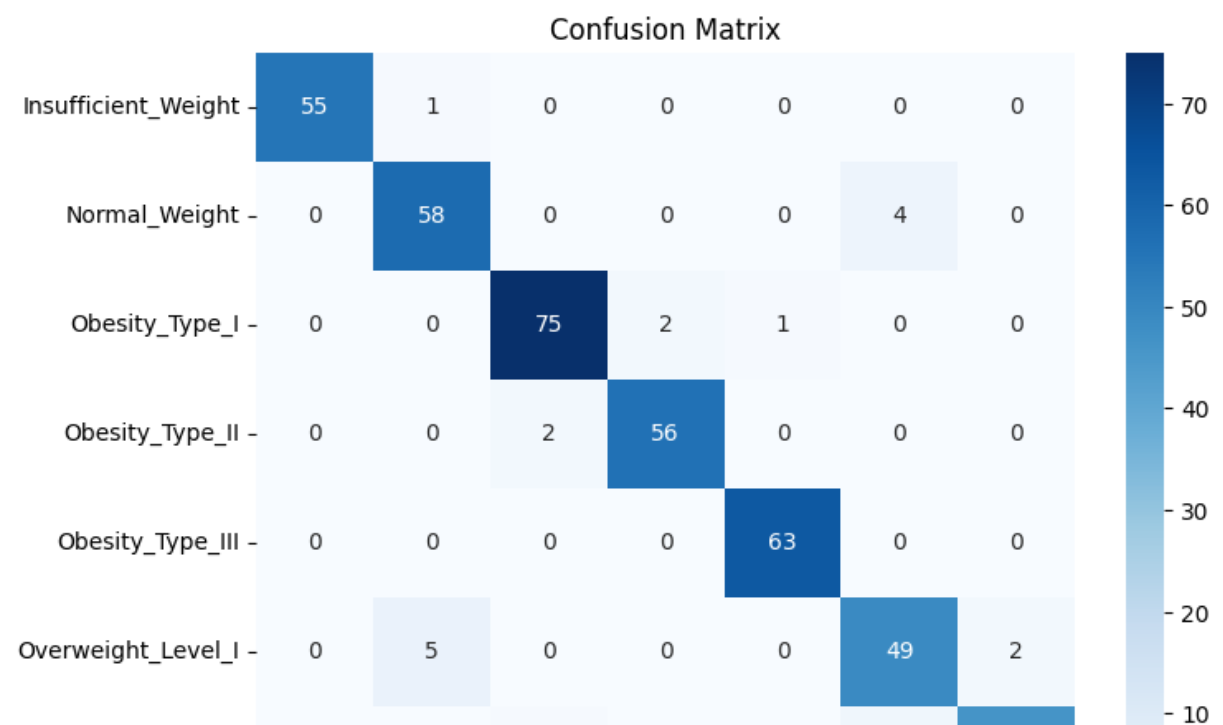 Confusion Matrix
Insufficient_Weight 55 1 0 0 0 0 0
Normal_Weight 0 58 0 0 0 4 0
Obesity_Type_I 0 0 75 2 1 0 0
Obesity_Type_II 0 0 2 56 0 0 0
Obesity_Type_III 0 0 0 0 63 0 0
Overweight_Level_I 0 5 0 0 0 49 2
70
60
50
40
30
20
10